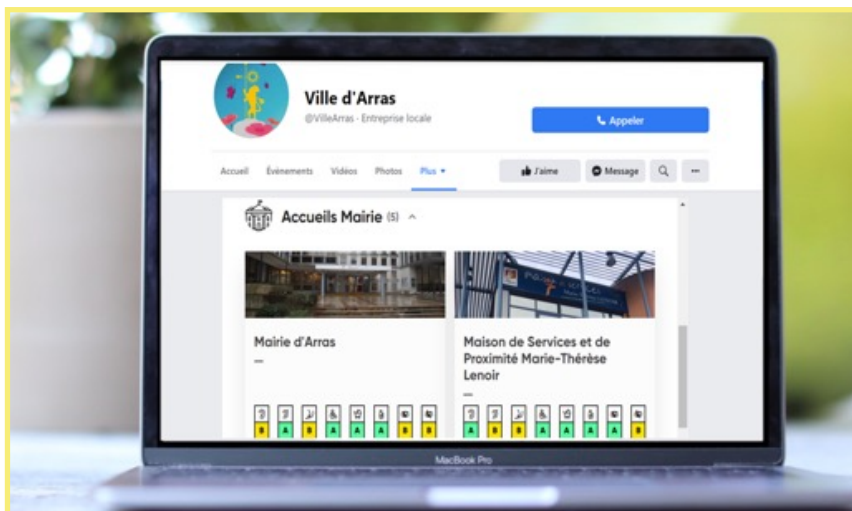 Ville d'Arras
@VilleArras · Entreprise locale
Appeler
Accueil Évènements Vidéos Photos Plus
J'aime Message
Accueils Mairie (5)
Mairie d'Arras
Maison de Services et de
Proximité Marie-Thérèse
Lenoir
B A B A A A B B
A B B A A A A B
MacBook Pro